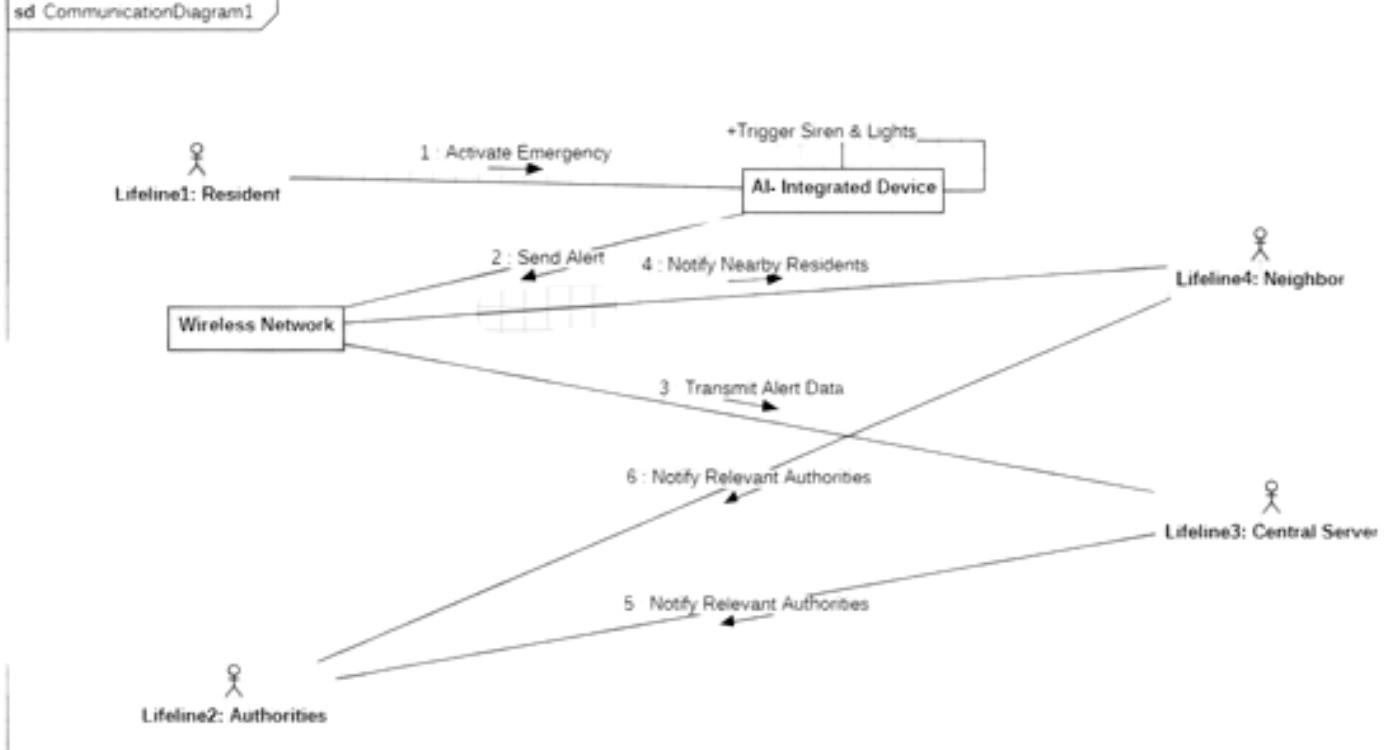 sd CommunicationDiagram1
+Trigger Siren & Lights
1 : Activate Emergency
AI- Integrated Device
Lifeline1: Resident
2 : Send Alert
4 : Notify Nearby Residents
Lifeline4: Neighbor
Wireless Network
3 Transmit Alert Data
6 : Notify Relevant Authorities
Lifeline3: Central Server
5 Notify Relevant Authorities
Lifeline2: Authorities